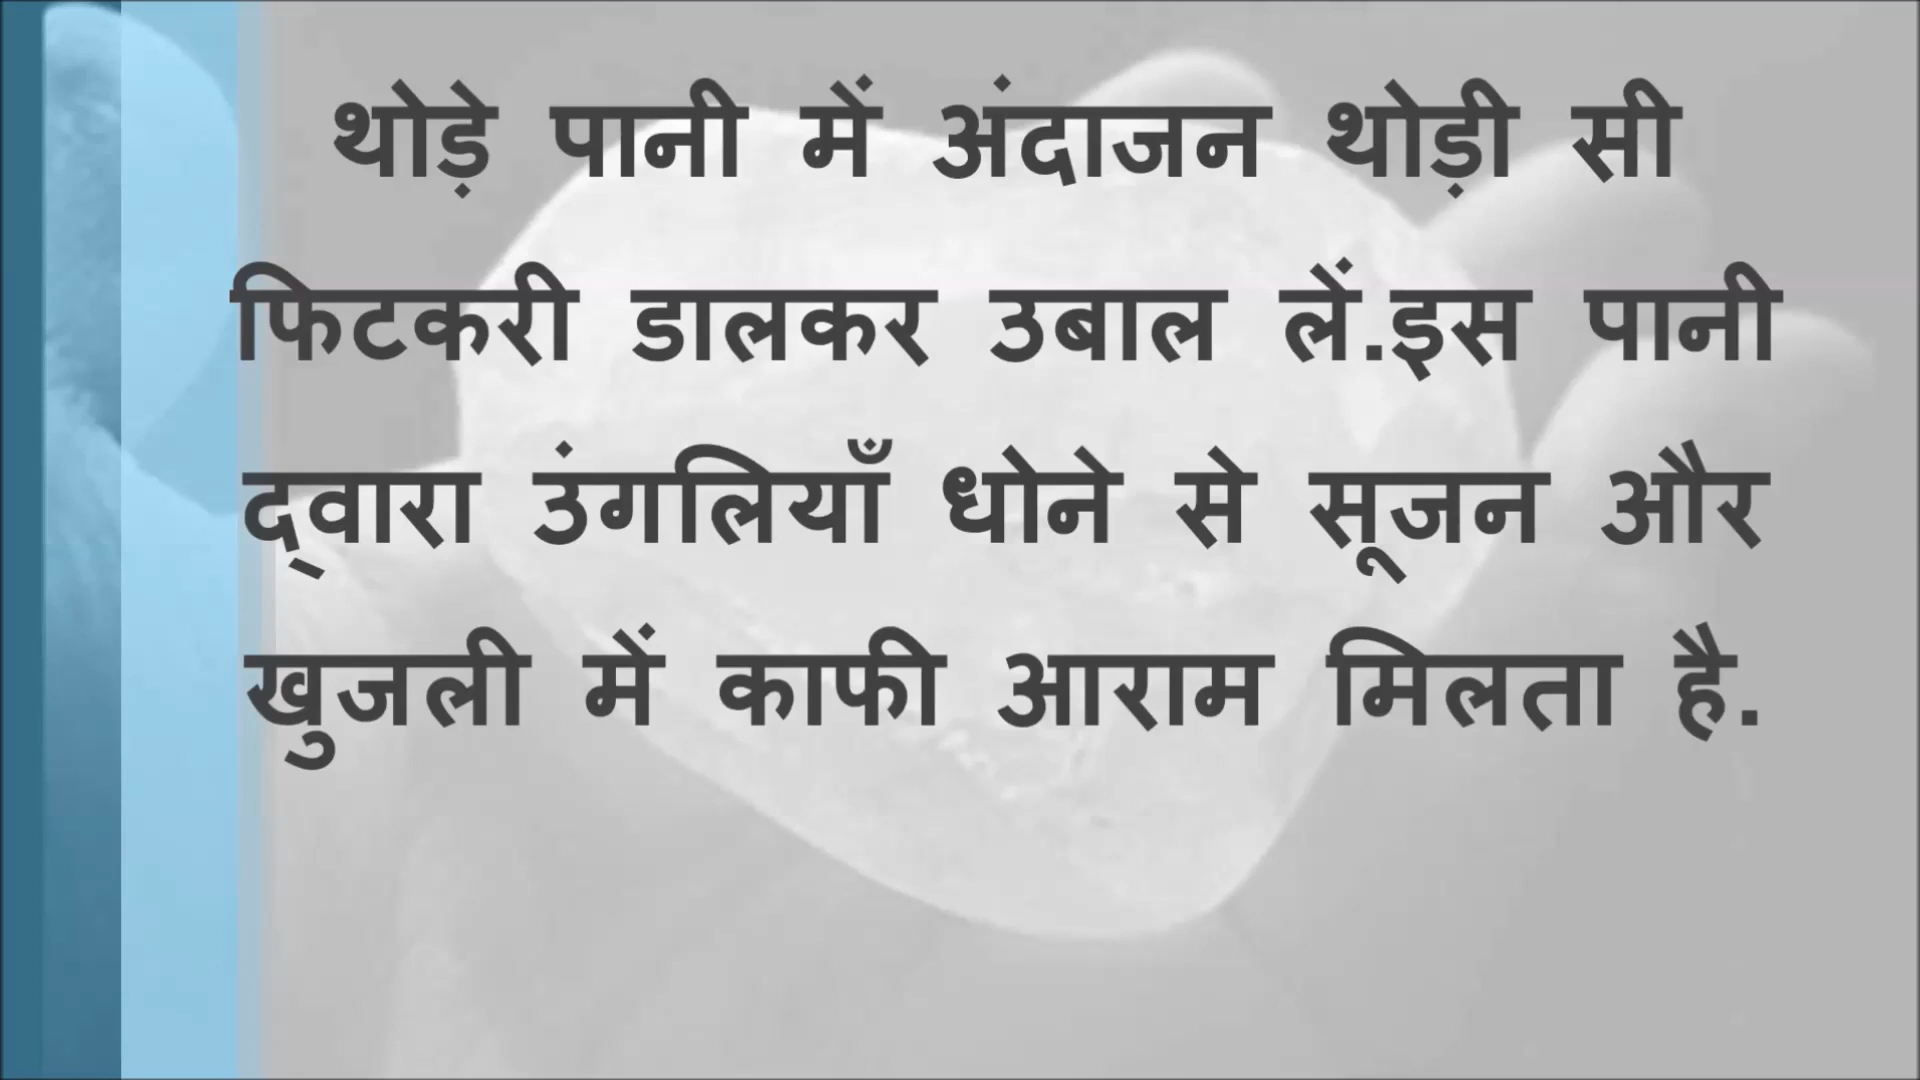 थोड़े पानी में अंदाजन थोड़ी सी
फिटकरी डालकर उबाल लें.इस पानी
द्वारा उंगलियाँ धोने से सूजन और
खुजली में काफी आराम मिलता है.